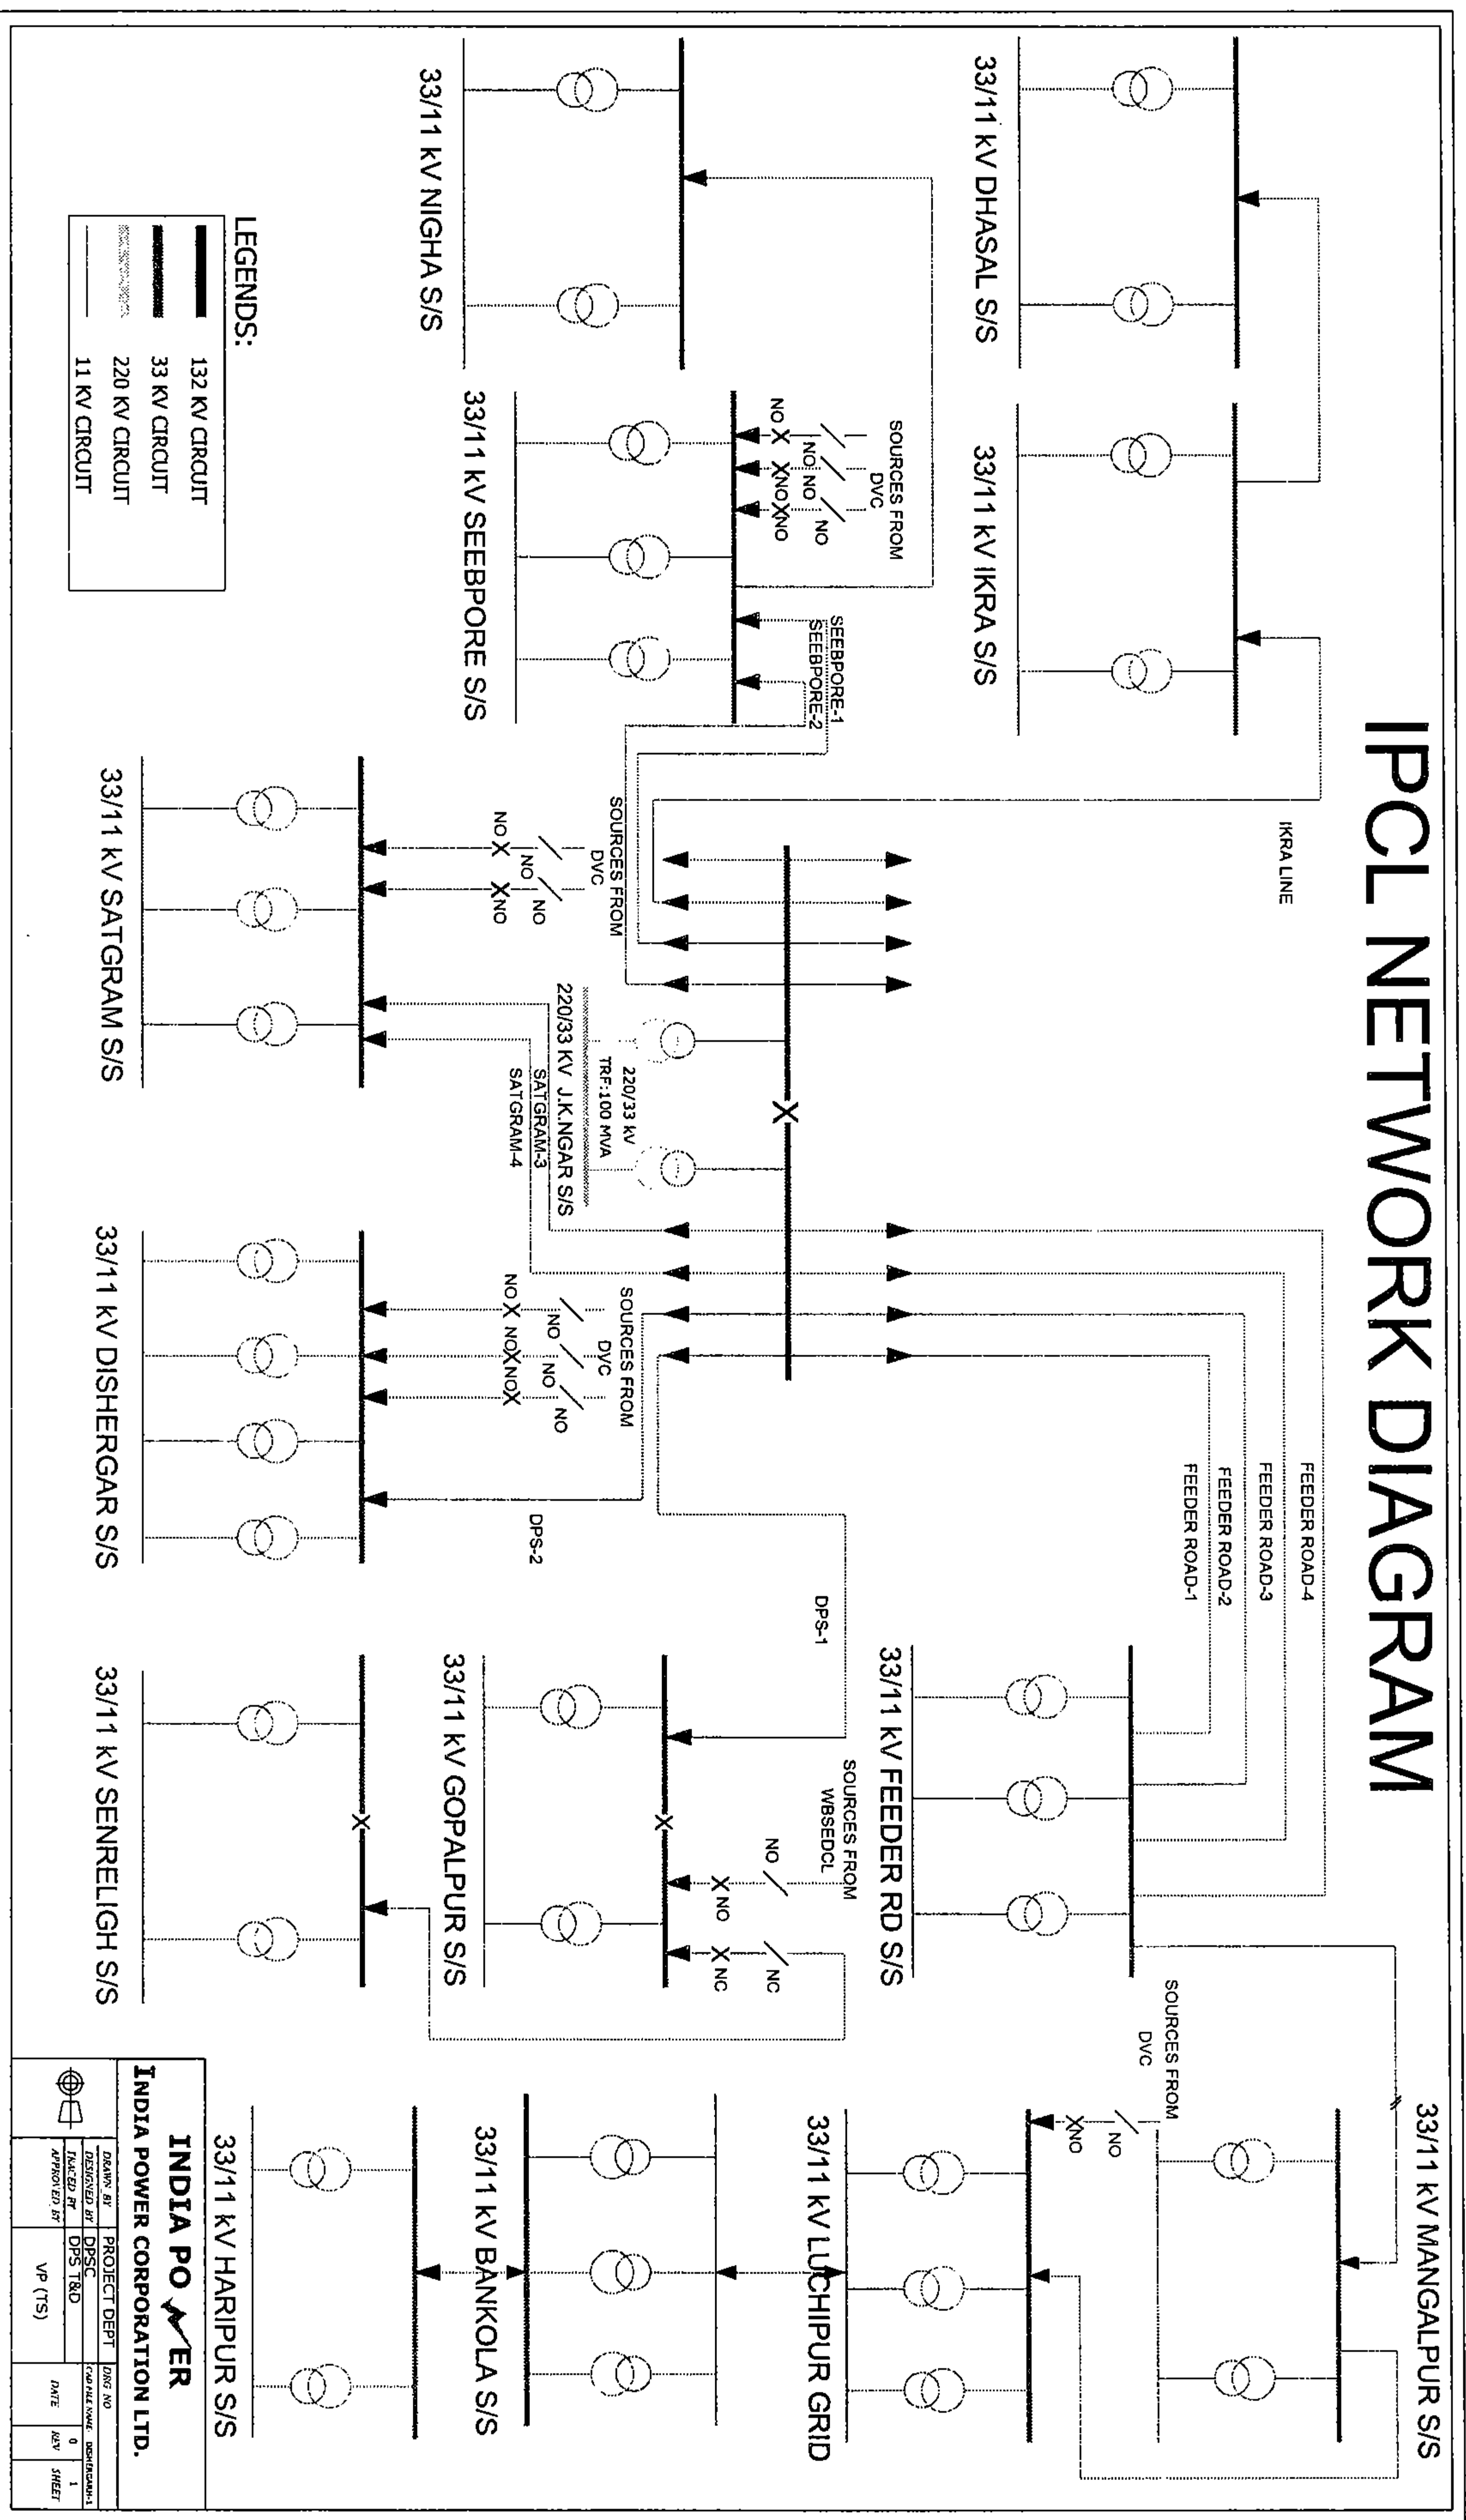 IPCL NETWORK DIAGRAM
33/11 kV DHASAL S/S
33/11 kV IKRA S/S
IKRA LINE
FEEDER ROAD-4
FEEDER ROAD-3
FEEDER ROAD-2
FEEDER ROAD-1
33/11 kV MANGALPUR S/S
SOURCES FROM
DVC
NO
NO
33/11 kV FEEDER RD S/S
33/11 kV LUCHIPUR GRID
SOURCES FROM
DVC
NO
NO
NO
NO
NO
NO
SEEBPORE-1
SEEBPORE-2
33/11 kV NIGHA S/S
33/11 kV SEEBPORE S/S
DPS-1
SOURCES FROM
WBSEDCL
NO
NC
NO
NC
33/11 kV GOPALPUR S/S
220/33 kV
TRF:100 MVA
220/33 KV J.K.NGAR S/S
SATGRAM-3
SATGRAM-4
SOURCES FROM
DVC
NO
NO
NO
NO
SOURCES FROM
DVC
NO
NO
NO
NO
NO
NO
DPS-2
33/11 kV BANKOLA S/S
33/11 kV SATGRAM S/S
33/11 kV DISHERGAR S/S
33/11 kV SENRELIGH S/S
33/11 kV HARIPUR S/S
LEGENDS:
132 KV CIRCUIT
33 KV CIRCUIT
220 KV CIRCUIT
11 KV CIRCUIT
INDIA PO ER
INDIA POWER CORPORATION LTD.
DRAWN BY PROJECT DEPT DRG NO
DESIGNED BY DPSC CAD FILE NAME: DISHERGARH-1
TRACED BY DPS T&D
APPROVED BY VP (TS) DATE REV 0 SHEET 1